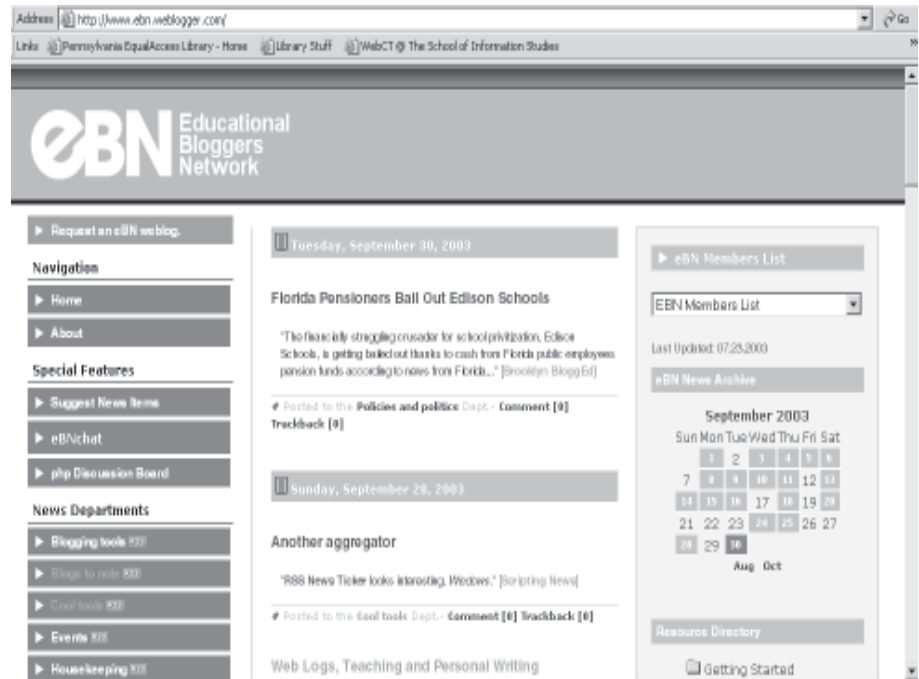 Address http://www.ebn.weblogger.com/ Go
Links Pennsylvania EqualAccess Library - Home Library Stuff WebCT @ The School of Information Studies »
eBN Educational
Bloggers
Network
Request an eBN weblog.
Navigation
Home
About
Special Features
Suggest News Items
eBNchat
php Discussion Board
News Departments
Blogging tools
Blogs to note
Cool tools
Events
Housekeeping
Tuesday, September 30, 2003
Florida Pensioners Bail Out Edison Schools
"The financially struggling crusader for school privitization, Edison
Schools, is getting bailed out thanks to cash from Florida public employees
pension funds according to news from Florida..." [Brooklyn Blogg Ed]
# Posted to the Policies and politics Dept.- Comment [0]
Trackback [0]
Sunday, September 28, 2003
Another aggregator
"RSS News Ticker looks interesting. Windows." [Scripting News]
# Posted to the Cool tools Dept.- Comment [0] Trackback [0]
Web Logs, Teaching and Personal Writing
eBN Members List
EBN Members List
Last Updated: 07.23.2003
eBN News Archive
September 2003
Sun Mon Tue Wed Thu Fri Sat
1 2 3 4 5 6
7 8 9 10 11 12 13
14 15 16 17 18 19 20
21 22 23 24 25 26 27
28 29 30
Aug Oct
Resource Directory
Getting Started